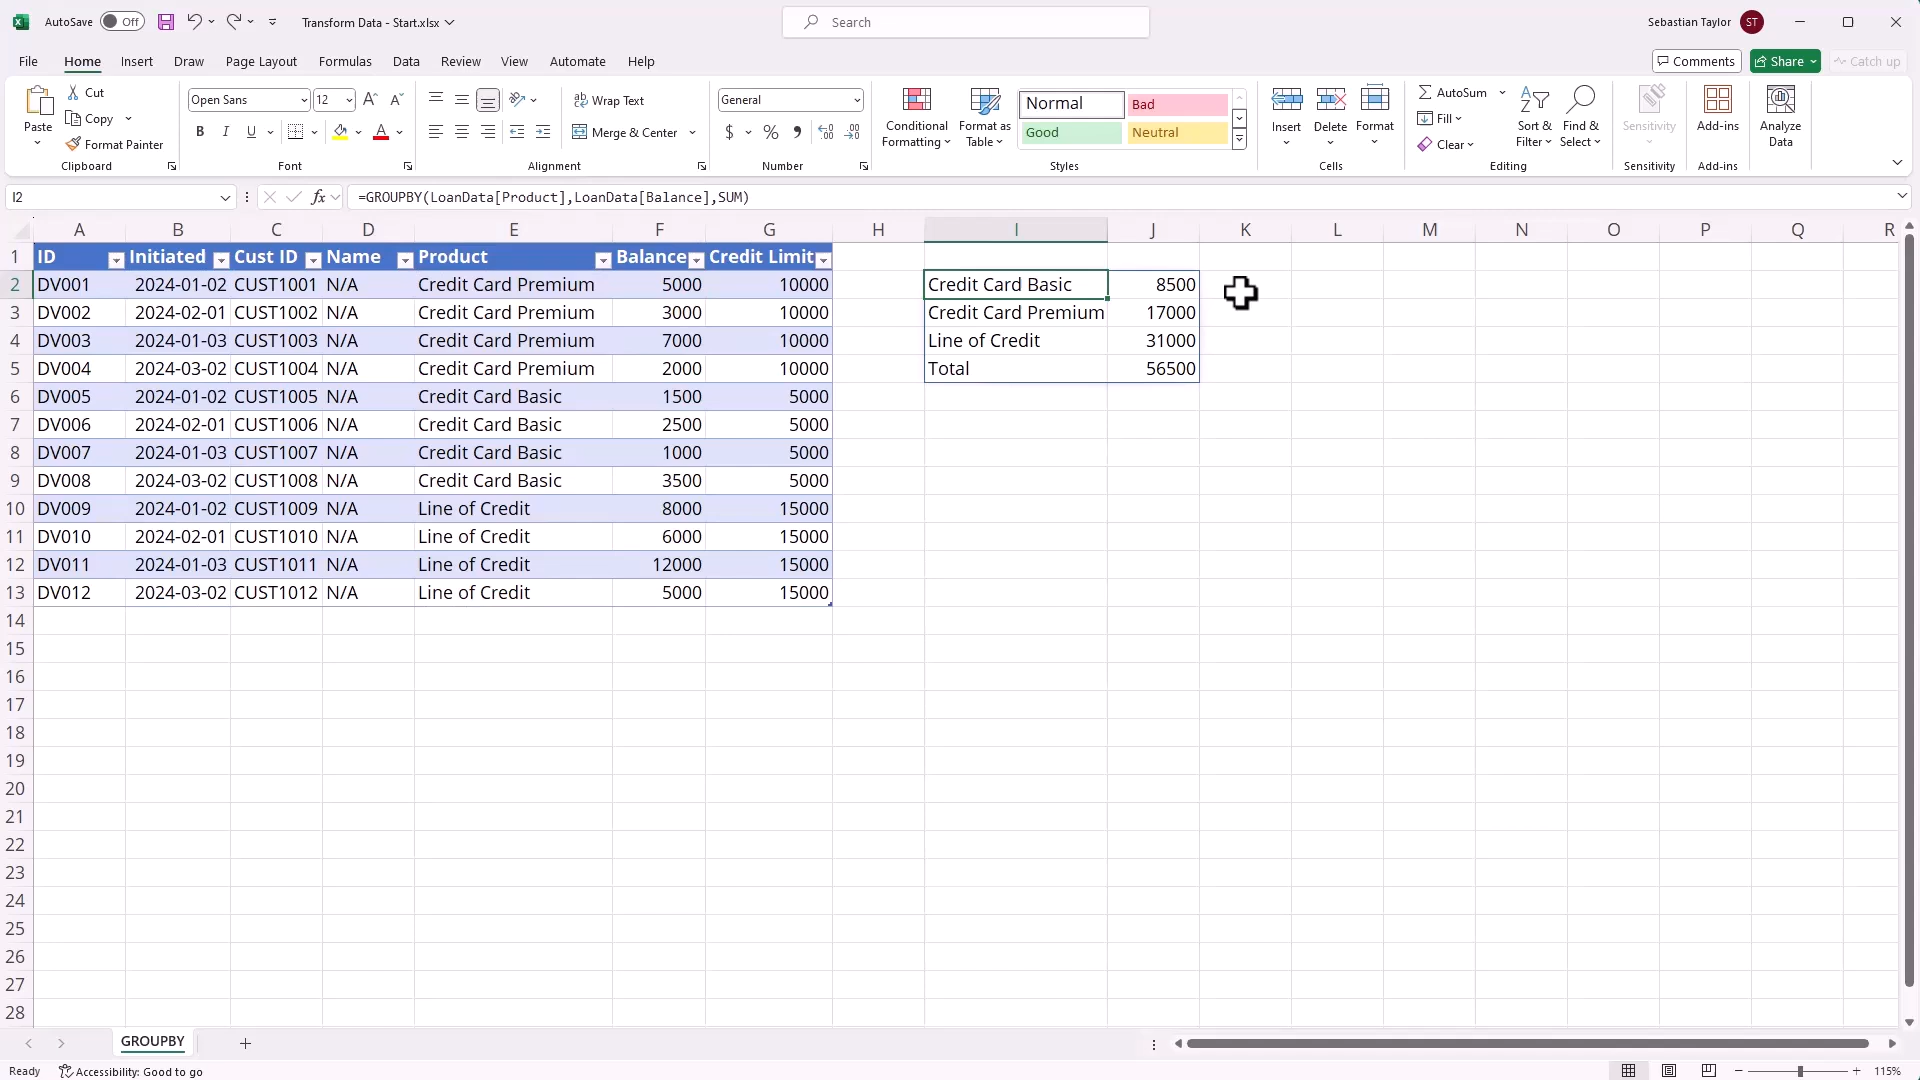 AutoSave Off Transform Data - Start.xlsx Search Sebastian Taylor ST
File Home Insert Draw Page Layout Formulas Data Review View Automate Help Comments Share Catch up
Paste Cut Copy Format Painter Clipboard
Open Sans 12 B I U A Font
Wrap Text Merge & Center Alignment
General $ % , Number
Conditional Formatting Format as Table Normal Bad Good Neutral Styles
Insert Delete Format Cells
AutoSum Fill Clear Sort & Filter Find & Select Editing
Sensitivity Sensitivity
Add-ins Add-ins
Analyze Data
I2 fx =GROUPBY(LoanData[Product],LoanData[Balance],SUM)
A B C D E F G H I J K L M N O P Q R
1 ID Initiated Cust ID Name Product Balance Credit Limit
2 DV001 2024-01-02 CUST1001 N/A Credit Card Premium 5000 10000 Credit Card Basic 8500
3 DV002 2024-02-01 CUST1002 N/A Credit Card Premium 3000 10000 Credit Card Premium 17000
4 DV003 2024-01-03 CUST1003 N/A Credit Card Premium 7000 10000 Line of Credit 31000
5 DV004 2024-03-02 CUST1004 N/A Credit Card Premium 2000 10000 Total 56500
6 DV005 2024-01-02 CUST1005 N/A Credit Card Basic 1500 5000
7 DV006 2024-02-01 CUST1006 N/A Credit Card Basic 2500 5000
8 DV007 2024-01-03 CUST1007 N/A Credit Card Basic 1000 5000
9 DV008 2024-03-02 CUST1008 N/A Credit Card Basic 3500 5000
10 DV009 2024-01-02 CUST1009 N/A Line of Credit 8000 15000
11 DV010 2024-02-01 CUST1010 N/A Line of Credit 6000 15000
12 DV011 2024-01-03 CUST1011 N/A Line of Credit 12000 15000
13 DV012 2024-03-02 CUST1012 N/A Line of Credit 5000 15000
14
15
16
17
18
19
20
21
22
23
24
25
26
27
28
GROUPBY
Ready Accessibility: Good to go 115%